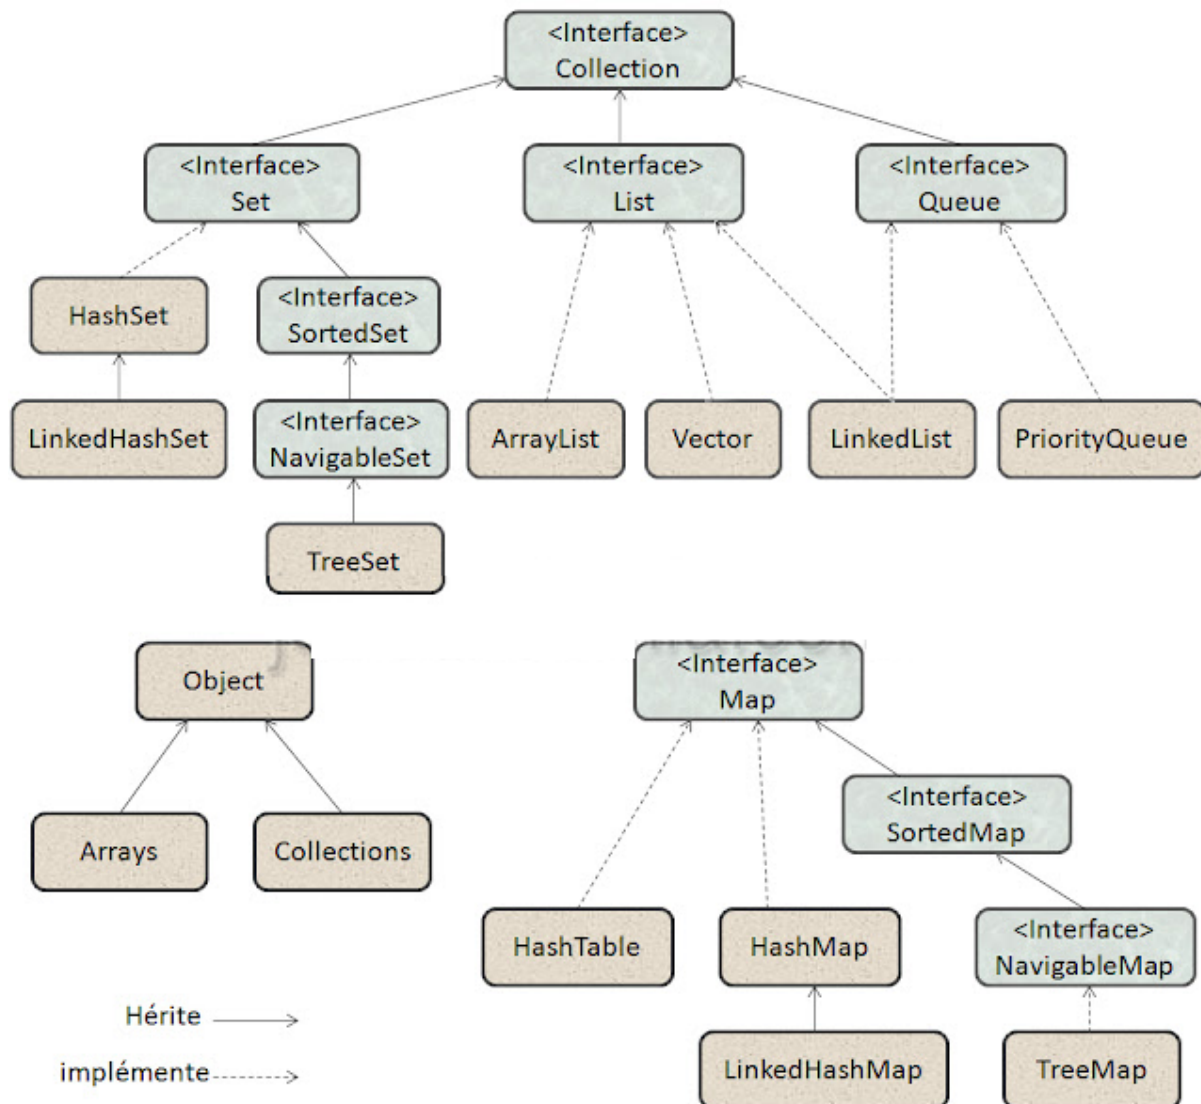 <Interface>
Collection
<Interface>
Set
<Interface>
List
<Interface>
Queue
HashSet
<Interface>
SortedSet
LinkedHashSet
<Interface>
NavigableSet
ArrayList
Vector
LinkedList
PriorityQueue
TreeSet
Object
<Interface>
Map
Arrays
Collections
<Interface>
SortedMap
HashTable
HashMap
<Interface>
NavigableMap
Hérite
implémente
LinkedHashMap
TreeMap